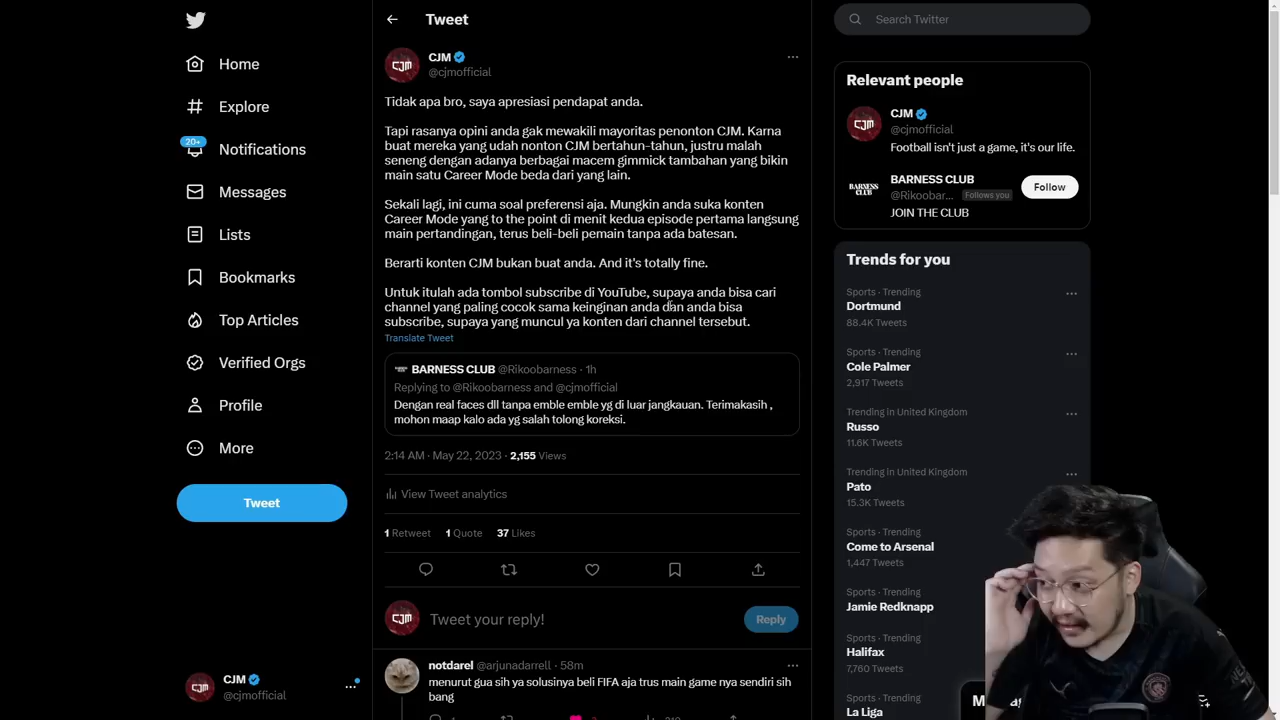 Home
Explore
20+
Notifications
Messages
Lists
Bookmarks
Top Articles
Verified Orgs
Profile
More
Tweet
CJM
@cjmofficial
Tweet
CJM
CJM
@cjmofficial
Tidak apa bro, saya apresiasi pendapat anda.
Tapi rasanya opini anda gak mewakili mayoritas penonton CJM. Karna
buat mereka yang udah nonton CJM bertahun-tahun, justru malah
seneng dengan adanya berbagai macem gimmick tambahan yang bikin
main satu Career Mode beda dari yang lain.
Sekali lagi, ini cuma soal preferensi aja. Mungkin anda suka konten
Career Mode yang to the point di menit kedua episode pertama langsung
main pertandingan, terus beli-beli pemain tanpa ada batesan.
Berarti konten CJM bukan buat anda. And it's totally fine.
Untuk itulah ada tombol subscribe di YouTube, supaya anda bisa cari
channel yang paling cocok sama keinginan anda dan anda bisa
subscribe, supaya yang muncul ya konten dari channel tersebut.
Translate Tweet
BARNESS CLUB @Rikoobarness · 1h
Replying to @Rikoobarness and @cjmofficial
Dengan real faces dll tanpa emble emble yg di luar jangkauan. Terimakasih ,
mohon maap kalo ada yg salah tolong koreksi.
2:14 AM · May 22, 2023 · 2,155 Views
View Tweet analytics
1 Retweet 1 Quote 37 Likes
CJM
Tweet your reply!
Reply
notdarel @arjunadarrell · 58m
menurut gua sih ya solusinya beli FIFA aja trus main game nya sendiri sih
bang
Search Twitter
Relevant people
CJM
CJM
@cjmofficial
Football isn't just a game, it's our life.
BARNESS CLUB
@Rikoobar... Follows you
Follow
JOIN THE CLUB
Trends for you
Sports · Trending
Dortmund
88.4K Tweets
Sports · Trending
Cole Palmer
2,917 Tweets
Trending in United Kingdom
Russo
11.6K Tweets
Trending in United Kingdom
Pato
15.3K Tweets
Sports · Trending
Come to Arsenal
1,447 Tweets
Sports · Trending
Jamie Redknapp
Sports · Trending
Halifax
7,760 Tweets
Sports · Trending
La Liga